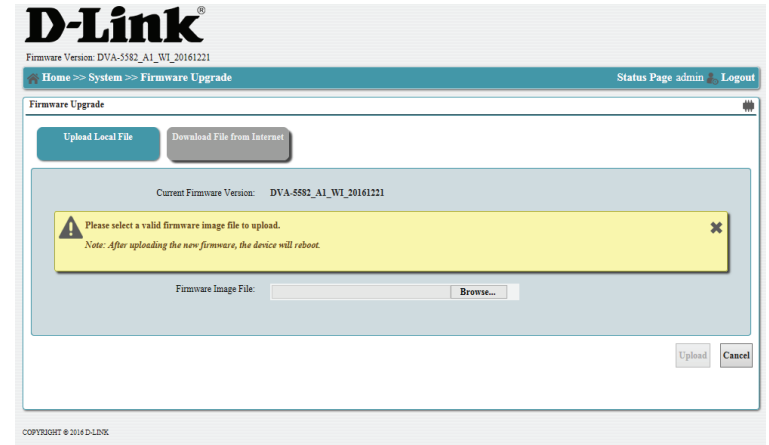 D-Link®
Firmware Version: DVA-5582_A1_WI_20161221
Home >> System >> Firmware Upgrade Status Page admin Logout
Firmware Upgrade
Upload Local File Download File from Internet
Current Firmware Version: DVA-5582_A1_WI_20161221
Please select a valid firmware image file to upload.
Note: After uploading the new firmware, the device will reboot.
Firmware Image File: Browse...
Upload Cancel
COPYRIGHT © 2016 D-LINK